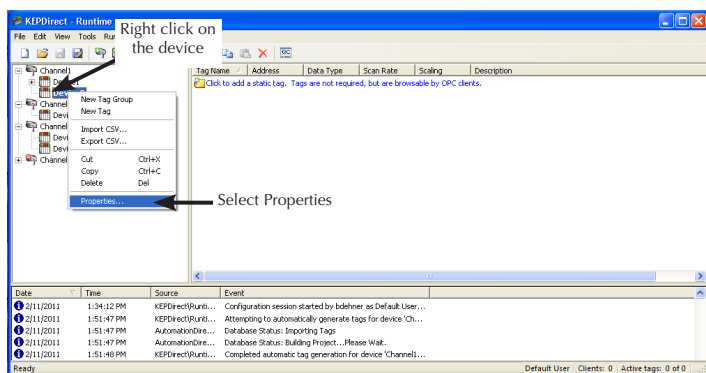 KEPDirect - Runtime
Right click on
the device
File Edit View Tools
Channel1
Tag Name Address Data Type Scan Rate Scaling Description
Click to add a static tag. Tags are not required, but are browsable by OPC clients.
New Tag Group
New Tag
Import CSV...
Export CSV...
Cut Ctrl+X
Copy Ctrl+C
Delete Del
Properties...
Select Properties
Channel
Devi
Channel
Devi
Devi
Channel
Date Time Source Event
2/11/2011 1:34:12 PM KEPDirect\Runti... Configuration session started by bdehner as Default User...
2/11/2011 1:51:47 PM KEPDirect\Runti... Attempting to automatically generate tags for device 'Ch...
2/11/2011 1:51:47 PM AutomationDire... Database Status: Importing Tags
2/11/2011 1:51:47 PM AutomationDire... Database Status: Building Project...Please Wait.
2/11/2011 1:51:48 PM KEPDirect\Runti... Completed automatic tag generation for device 'Channel1...
Ready Default User Clients: 0 Active tags: 0 of 0